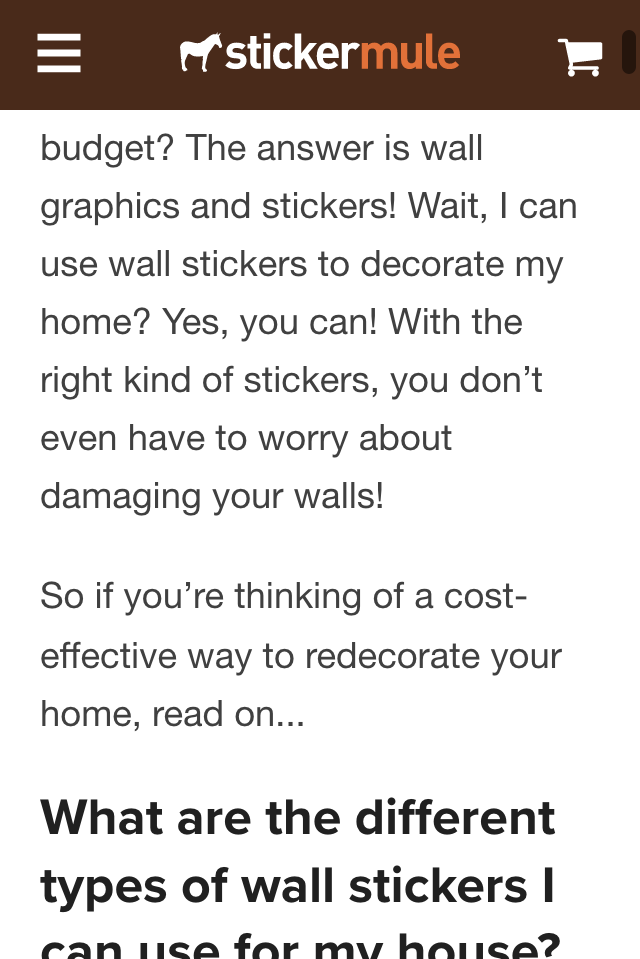 stickermule
budget? The answer is wall
graphics and stickers! Wait, I can
use wall stickers to decorate my
home? Yes, you can! With the
right kind of stickers, you don’t
even have to worry about
damaging your walls!
So if you’re thinking of a cost-
effective way to redecorate your
home, read on...
What are the different
types of wall stickers I
can use for my house?